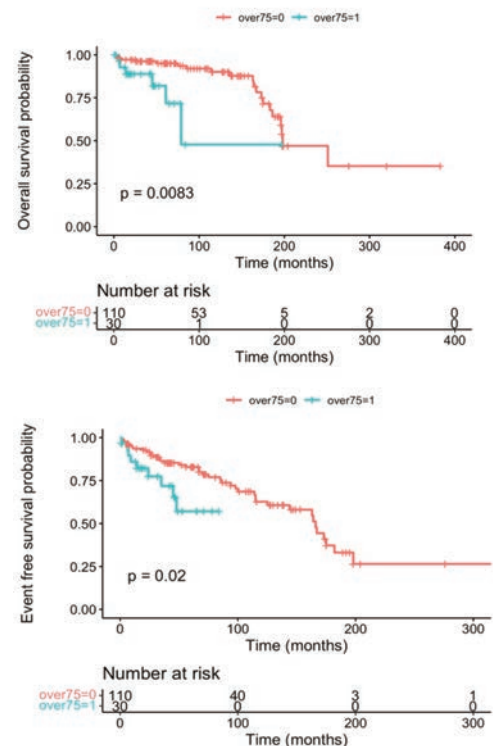 over75=0 over75=1
Overall survival probability
1.00
0.75
0.50
0.25
0.00
p = 0.0083
0 100 200 300 400
Time (months)
Number at risk
over75=0 110 53 5 2 0
over75=1 30 1 0 0 0
0 100 200 300 400
Time (months)
over75=0 over75=1
Event free survival probability
1.00
0.75
0.50
0.25
0.00
p = 0.02
0 100 200 300
Time (months)
Number at risk
over75=0 110 40 3 1
over75=1 30 0 0 0
0 100 200 300
Time (months)